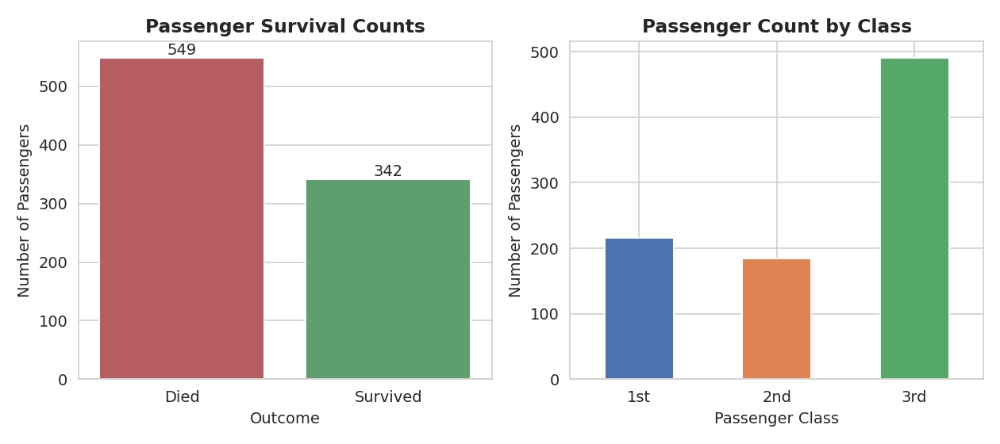 Passenger Survival Counts
Number of Passengers
500
400
300
200
100
0
549
342
Died
Survived
Outcome
Passenger Count by Class
Number of Passengers
500
400
300
200
100
0
1st
2nd
3rd
Passenger Class